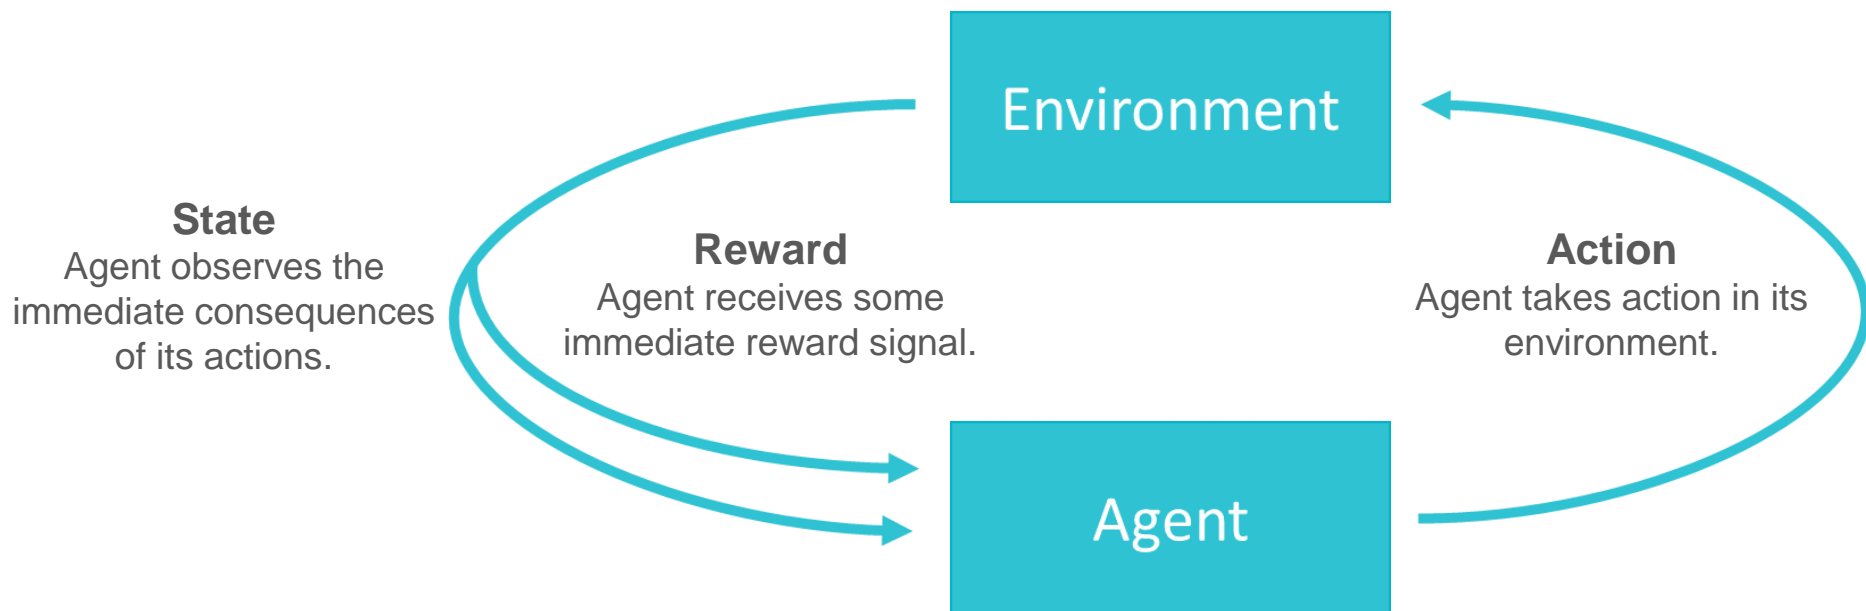 Environment
State
Agent observes the
immediate consequences
of its actions.
Reward
Agent receives some
immediate reward signal.
Action
Agent takes action in its
environment.
Agent